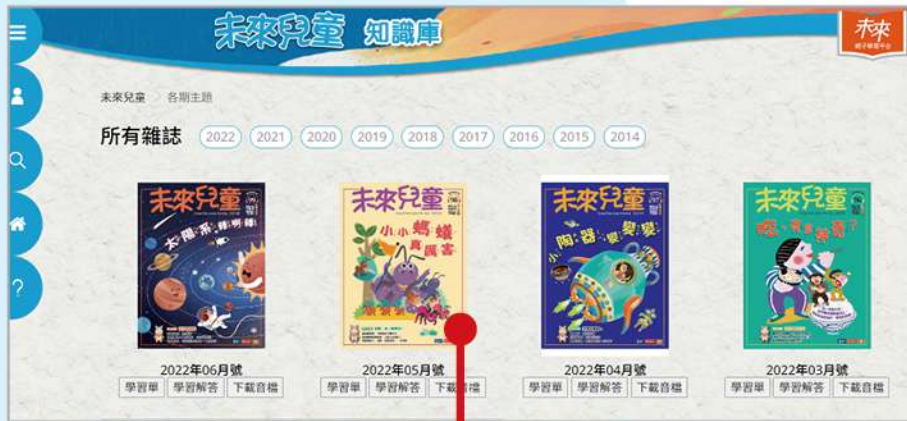 未來兒童 知識庫
未來
親子學習平台
未來兒童 > 各期主題
所有雜誌 2022 2021 2020 2019 2018 2017 2016 2015 2014
未來兒童 未來兒童 未來兒童 未來兒童
太陽系 小小螞蟻真厲害 小陶器變變變
2022年06月號 2022年05月號 2022年04月號 2022年03月號
學習單 學習解答 下載音檔 學習單 學習解答 下載音檔 學習單 學習解答 下載音檔 學習單 學習解答 下載音檔